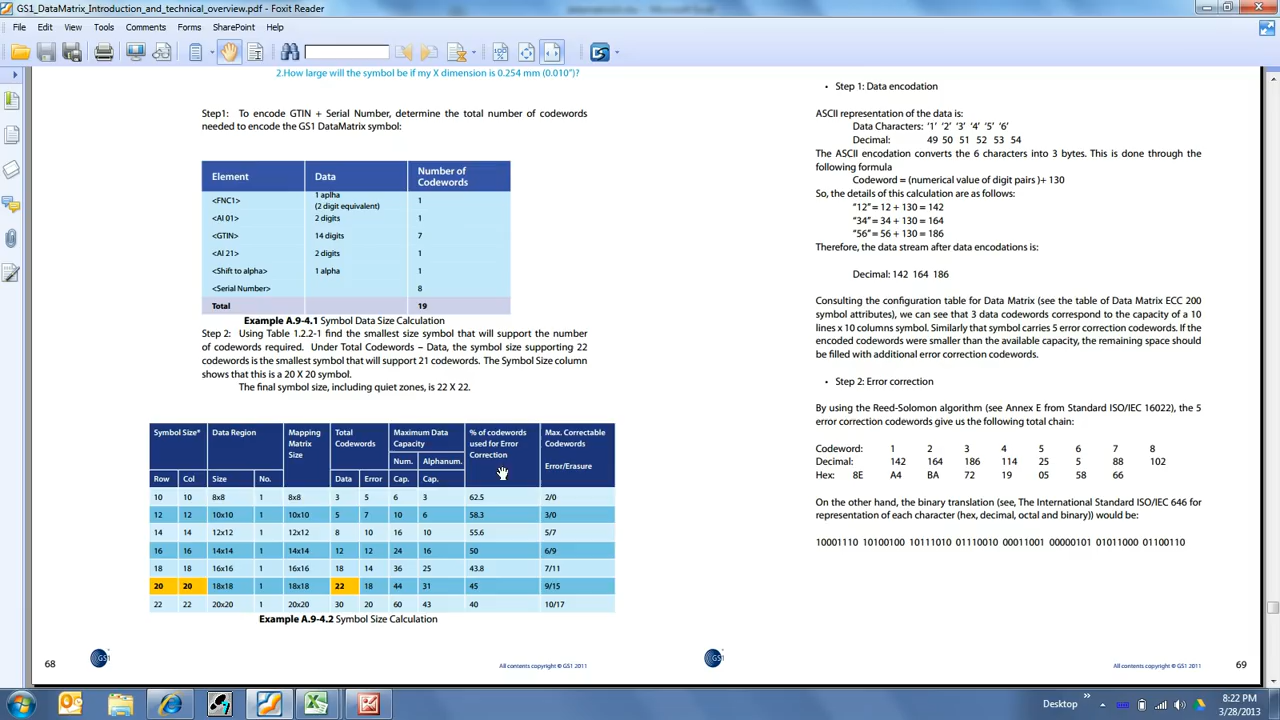 GS1_DataMatrix_Introduction_and_technical_overview.pdf - Foxit Reader
File Edit View Tools Comments Forms SharePoint Help
2.How large will the symbol be if my X dimension is 0.254 mm (0.010")?
Step1: To encode GTIN + Serial Number, determine the total number of codewords
needed to encode the GS1 DataMatrix symbol:
Element Data Number of Codewords
<FNC1> 1 aplha (2 digit equivalent) 1
<AI 01> 2 digits 1
<GTIN> 14 digits 7
<AI 21> 2 digits 1
<Shift to alpha> 1 alpha 1
<Serial Number> 8
Total 19
Example A.9-4.1 Symbol Data Size Calculation
Step 2: Using Table 1.2.2-1 find the smallest size symbol that will support the number
of codewords required. Under Total Codewords – Data, the symbol size supporting 22
codewords is the smallest symbol that will support 21 codewords. The Symbol Size column
shows that this is a 20 X 20 symbol.
The final symbol size, including quiet zones, is 22 X 22.
Symbol Size* Data Region Mapping Matrix Size Total Codewords Maximum Data Capacity % of codewords used for Error Correction Max. Correctable Codewords Error/Erasure
Num. Alphanum.
Row Col Size No. Data Error Cap. Cap.
10 10 8x8 1 8x8 3 5 6 3 62.5 2/0
12 12 10x10 1 10x10 5 7 10 6 58.3 3/0
14 14 12x12 1 12x12 8 10 16 10 55.6 5/7
16 16 14x14 1 14x14 12 12 24 16 50 6/9
18 18 16x16 1 16x16 18 14 36 25 43.8 7/11
20 20 18x18 1 18x18 22 18 44 31 45 9/15
22 22 20x20 1 20x20 30 20 60 43 40 10/17
Example A.9-4.2 Symbol Size Calculation
68 GS1 All contents copyright © GS1 2011
• Step 1: Data encodation
ASCII representation of the data is:
Data Characters: '1' '2' '3' '4' '5' '6'
Decimal: 49 50 51 52 53 54
The ASCII encodation converts the 6 characters into 3 bytes. This is done through the
following formula
Codeword = (numerical value of digit pairs )+ 130
So, the details of this calculation are as follows:
"12" = 12 + 130 = 142
"34" = 34 + 130 = 164
"56" = 56 + 130 = 186
Therefore, the data stream after data encodations is:
Decimal: 142 164 186
Consulting the configuration table for Data Matrix (see the table of Data Matrix ECC 200
symbol attributes), we can see that 3 data codewords correspond to the capacity of a 10
lines x 10 columns symbol. Similarly that symbol carries 5 error correction codewords. If the
encoded codewords were smaller than the available capacity, the remaining space should
be filled with additional error correction codewords.
• Step 2: Error correction
By using the Reed-Solomon algorithm (see Annex E from Standard ISO/IEC 16022), the 5
error correction codewords give us the following total chain:
Codeword: 1 2 3 4 5 6 7 8
Decimal: 142 164 186 114 25 5 88 102
Hex: 8E A4 BA 72 19 05 58 66
On the other hand, the binary translation (see, The International Standard ISO/IEC 646 for
representation of each character (hex, decimal, octal and binary)) would be:
10001110 10100100 10111010 01110010 00011001 00000101 01011000 01100110
GS1 All contents copyright © GS1 2011 69
Desktop
8:22 PM
3/28/2013